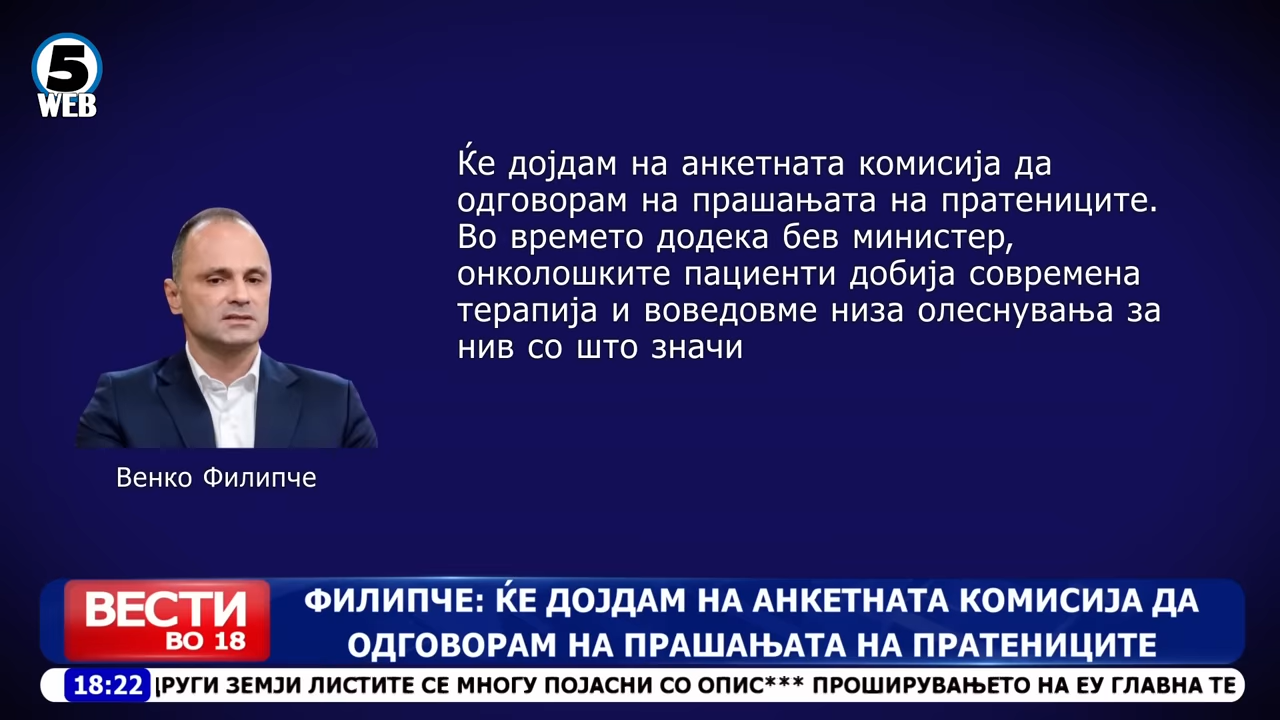 5
WEB
Ќе дојдам на анкетната комисија да
одговорам на прашањата на пратениците.
Во времето додека бев министер,
онколошките пациенти добија современа
терапија и воведовме низа олеснувања за
нив со што значи
Венко Филипче
ВЕСТИ
ВО 18
ФИЛИПЧЕ: ЌЕ ДОЈДАМ НА АНКЕТНАТА КОМИСИЈА ДА
ОДГОВОРАМ НА ПРАШАЊАТА НА ПРАТЕНИЦИТЕ
18:22 ДРУГИ ЗЕМЈИ ЛИСТИТЕ СЕ МНОГУ ПОЈАСНИ СО ОПИС*** ПРОШИРУВАЊЕТО НА ЕУ ГЛАВНА ТЕ